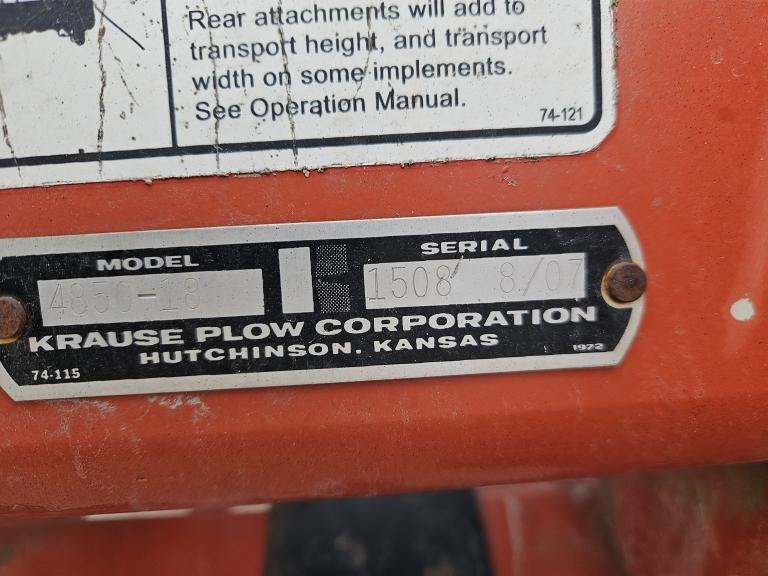 Rear attachments will add to
transport height, and transport
width on some implements.
See Operation Manual.
74-121
MODEL
SERIAL
4850-18
1508 8/07
KRAUSE PLOW CORPORATION
HUTCHINSON, KANSAS
74-115
1972